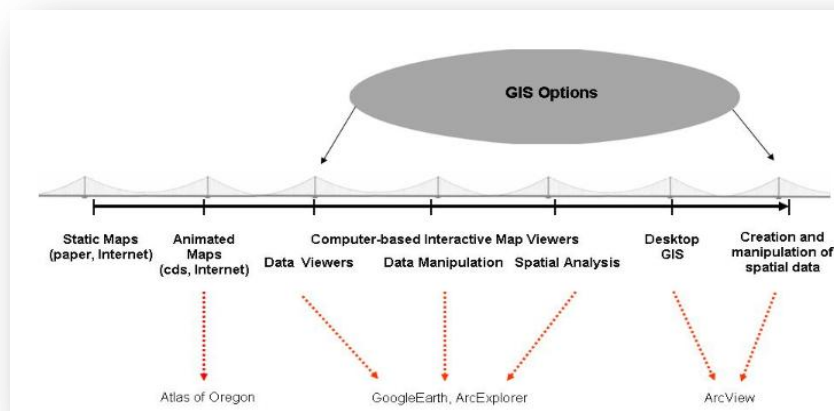 GIS Options
Static Maps
(paper, Internet)
Animated
Maps
(cds, Internet)
Computer-based Interactive Map Viewers
Data Viewers
Data Manipulation
Spatial Analysis
Desktop
GIS
Creation and
manipulation of
spatial data
Atlas of Oregon
GoogleEarth, ArcExplorer
ArcView